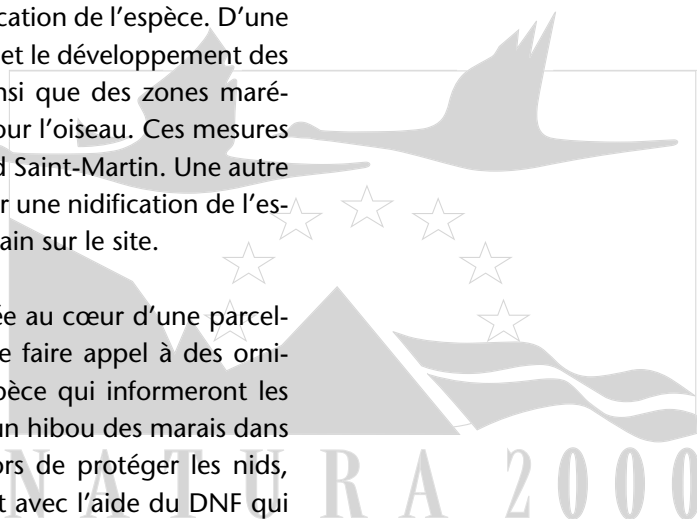 cation de l’espèce. D’une
et le développement des
nsi que des zones maré-
our l’oiseau. Ces mesures
d Saint-Martin. Une autre
r une nidification de l’es-
ain sur le site.
ée au cœur d’une parcel-
e faire appel à des orni-
pèce qui informeront les
un hibou des marais dans
ors de protéger les nids,
t avec l’aide du DNF qui
NATURA 2000